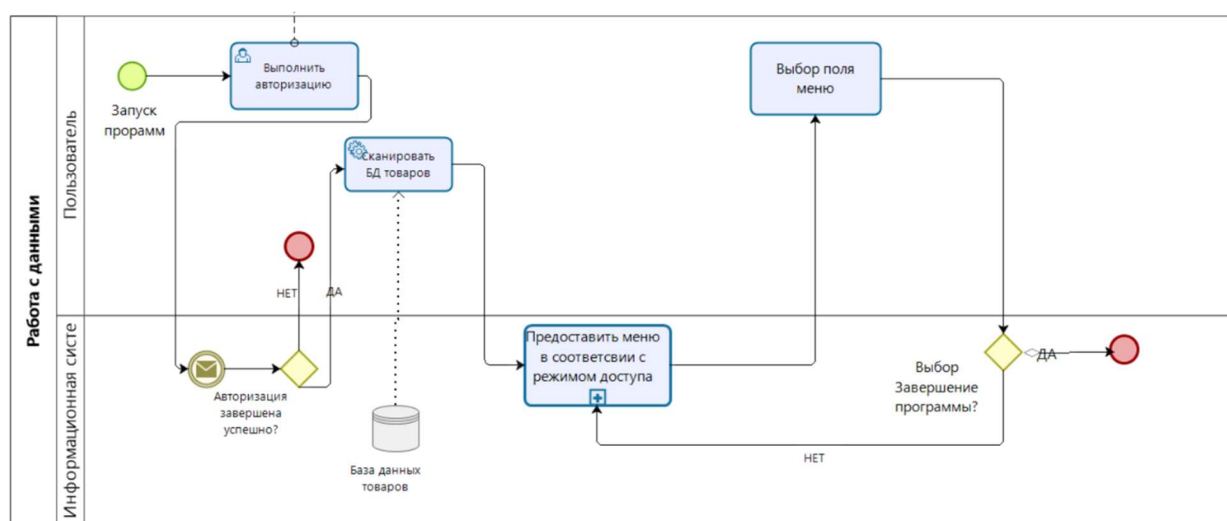 Работа с данными
Пользователь
Информационная систе
Запуск
прорамм
Выполнить
авторизацию
Сканировать
БД товаров
Выбор поля
меню
НЕТ
ДА
Авторизация
завершена
успешно?
База данных
товаров
Предоставить меню
в соответсвии с
режимом доступа
Выбор
Завершение
программы?
ДА
НЕТ